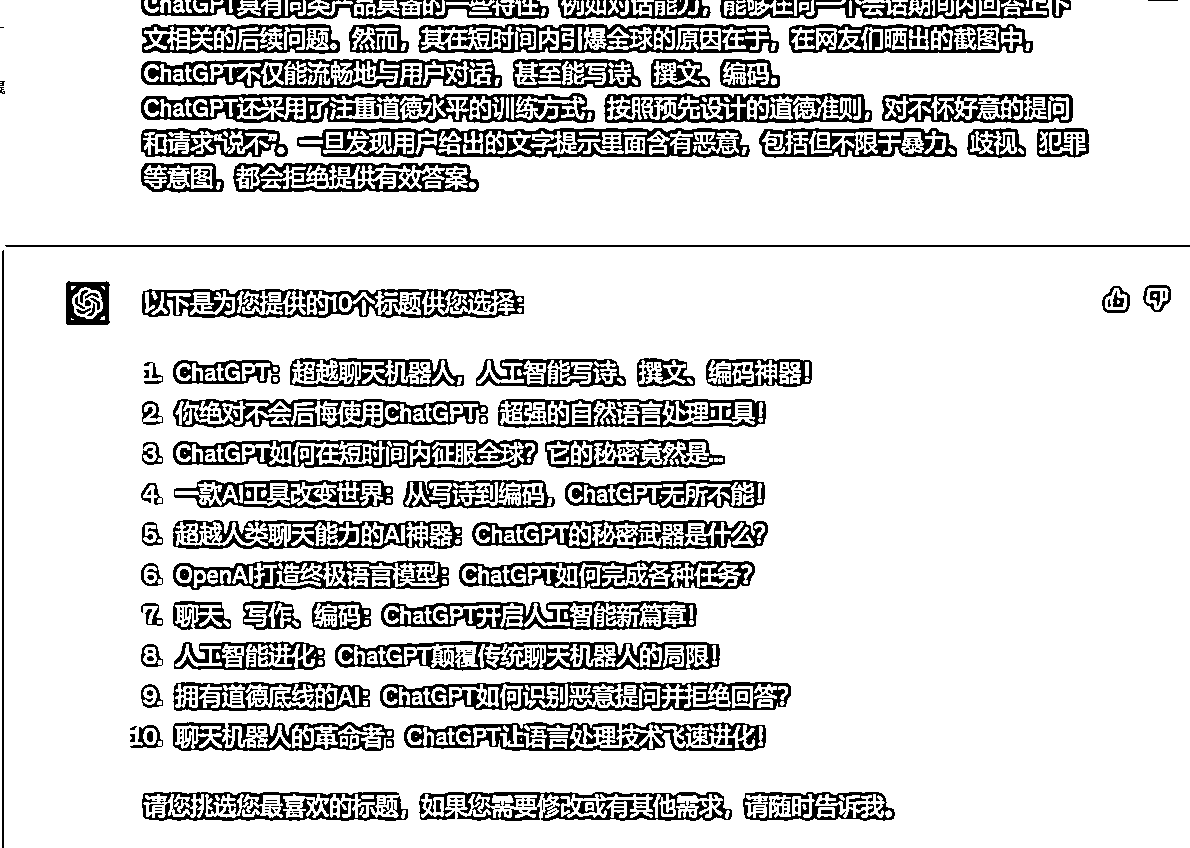 ChatGPT具有同类产品具备的一些特性，例如对话能力，能够在同一个会话期间内回答上下
文相关的后续问题。然而，其在短时间内引爆全球的原因在于，在网友们晒出的截图中，
ChatGPT不仅能流畅地与用户对话，甚至能写诗、撰文、编码。
ChatGPT还采用了注重道德水平的训练方式，按照预先设计的道德准则，对不怀好意的提问
和请求“说不”。一旦发现用户给出的文字提示里面含有恶意，包括但不限于暴力、歧视、犯罪
等意图，都会拒绝提供有效答案。
以下是为您提供的10个标题供您选择：
1. ChatGPT：超越聊天机器人，人工智能写诗、撰文、编码神器！
2. 你绝对不会后悔使用ChatGPT：超强的自然语言处理工具！
3. ChatGPT如何在短时间内征服全球？它的秘密竟然是...
4. 一款AI工具改变世界：从写诗到编码，ChatGPT无所不能！
5. 超越人类聊天能力的AI神器：ChatGPT的秘密武器是什么？
6. OpenAI打造终极语言模型：ChatGPT如何完成各种任务？
7. 聊天、写作、编码：ChatGPT开启人工智能新篇章！
8. 人工智能进化：ChatGPT颠覆传统聊天机器人的局限！
9. 拥有道德底线的AI：ChatGPT如何识别恶意提问并拒绝回答？
10. 聊天机器人的革命者：ChatGPT让语言处理技术飞速进化！
请您挑选您最喜欢的标题，如果您需要修改或有其他需求，请随时告诉我。